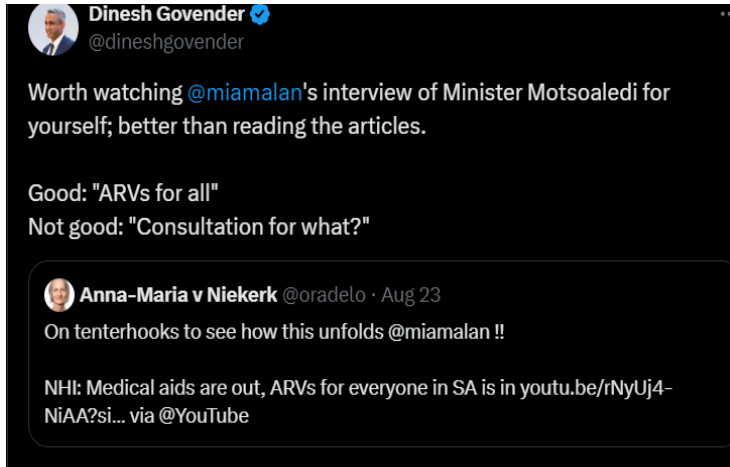 Dinesh Govender
@dineshgovender
Worth watching @miamalan's interview of Minister Motsoaledi for
yourself; better than reading the articles.
Good: "ARVs for all"
Not good: "Consultation for what?"
Anna-Maria v Niekerk @oradelo · Aug 23
On tenterhooks to see how this unfolds @miamalan !!
NHI: Medical aids are out, ARVs for everyone in SA is in youtu.be/rNyUj4-
NiAA?si... via @YouTube